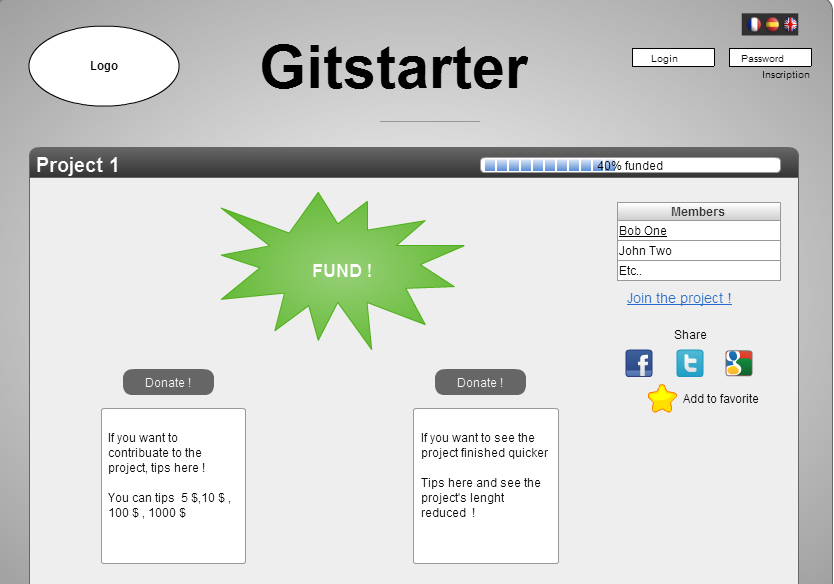 Logo
Gitstarter
Login
Password
Inscription
Project 1
40% funded
FUND !
Members
Bob One
John Two
Etc..
Join the project !
Share
f
t
g
Add to favorite
Donate !
If you want to
contribuate to the
project, tips here !
You can tips 5 $,10 $ ,
100 $ , 1000 $
Donate !
If you want to see the
project finished quicker
Tips here and see the
project's lenght
reduced !